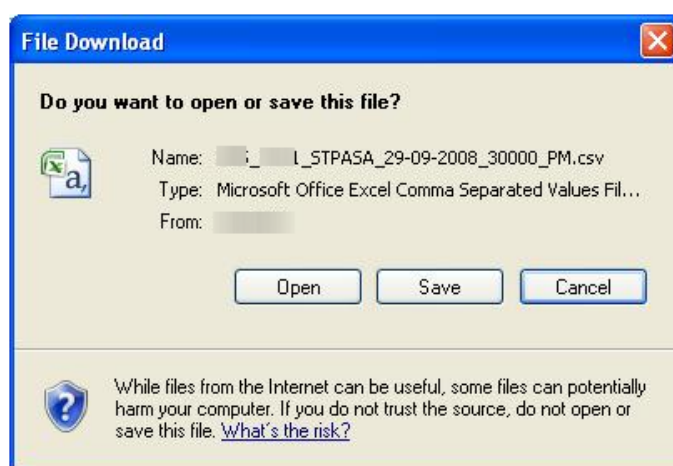 File Download
Do you want to open or save this file?
Name: _STPASA_29-09-2008_30000_PM.csv
Type: Microsoft Office Excel Comma Separated Values Fil...
From:
Open Save Cancel
While files from the Internet can be useful, some files can potentially
harm your computer. If you do not trust the source, do not open or
save this file. What's the risk?